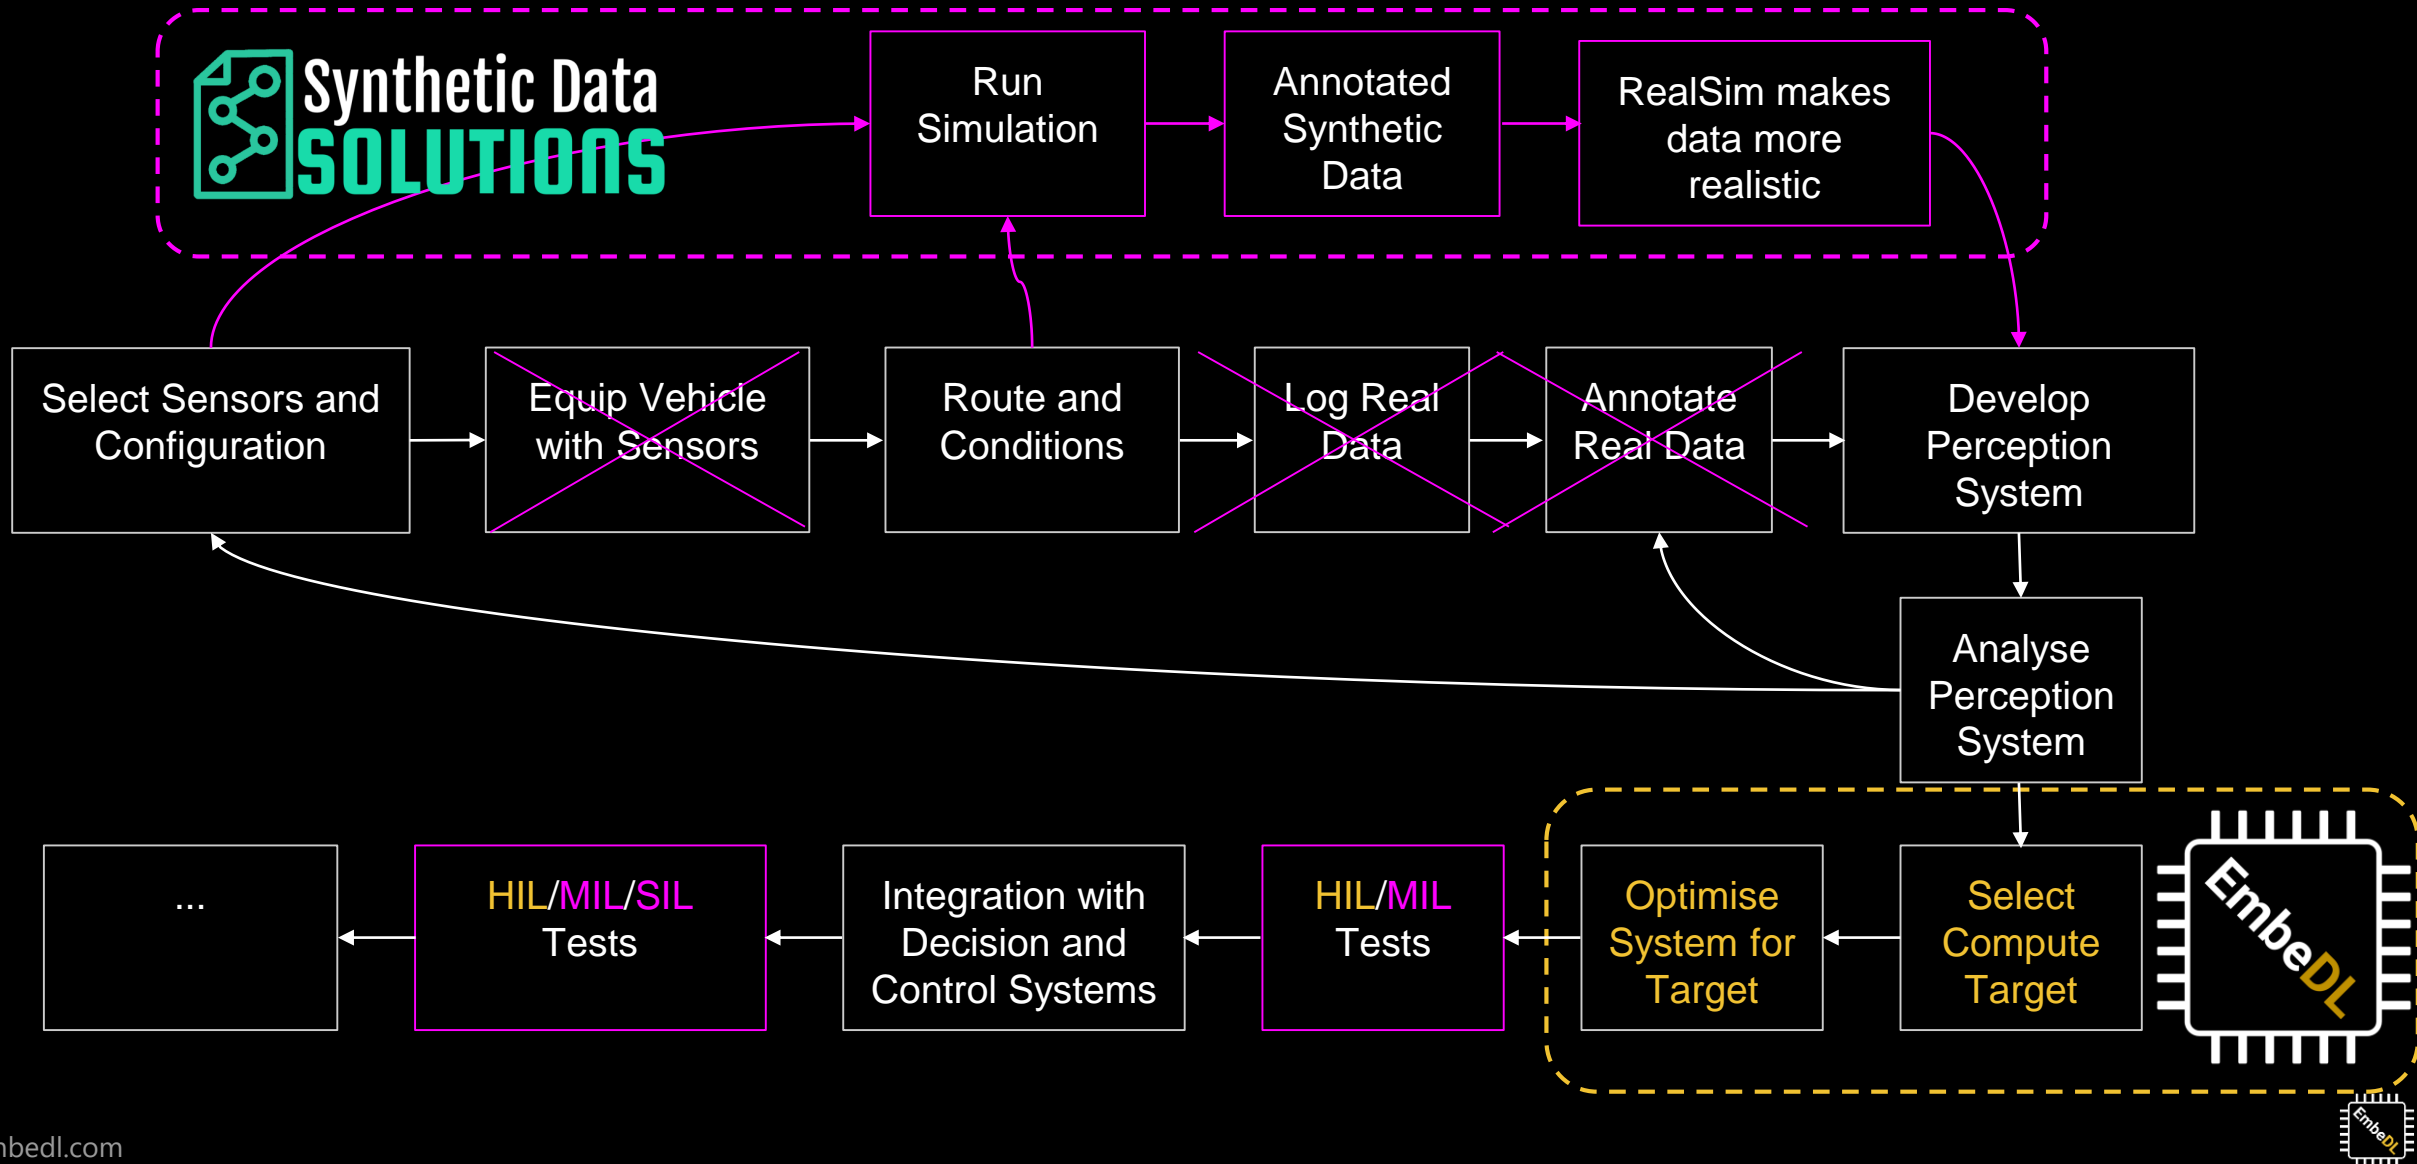 Synthetic Data
SOLUTIONS
Run
Simulation
Annotated
Synthetic
Data
RealSim makes
data more
realistic
Select Sensors and
Configuration
Equip Vehicle
with Sensors
Route and
Conditions
Log Real
Data
Annotate
Real Data
Develop
Perception
System
Analyse
Perception
System
...
HIL/MIL/SIL
Tests
Integration with
Decision and
Control Systems
HIL/MIL
Tests
Optimise
System for
Target
Select
Compute
Target
EmbeDL
nbedl.com
EmbeDL